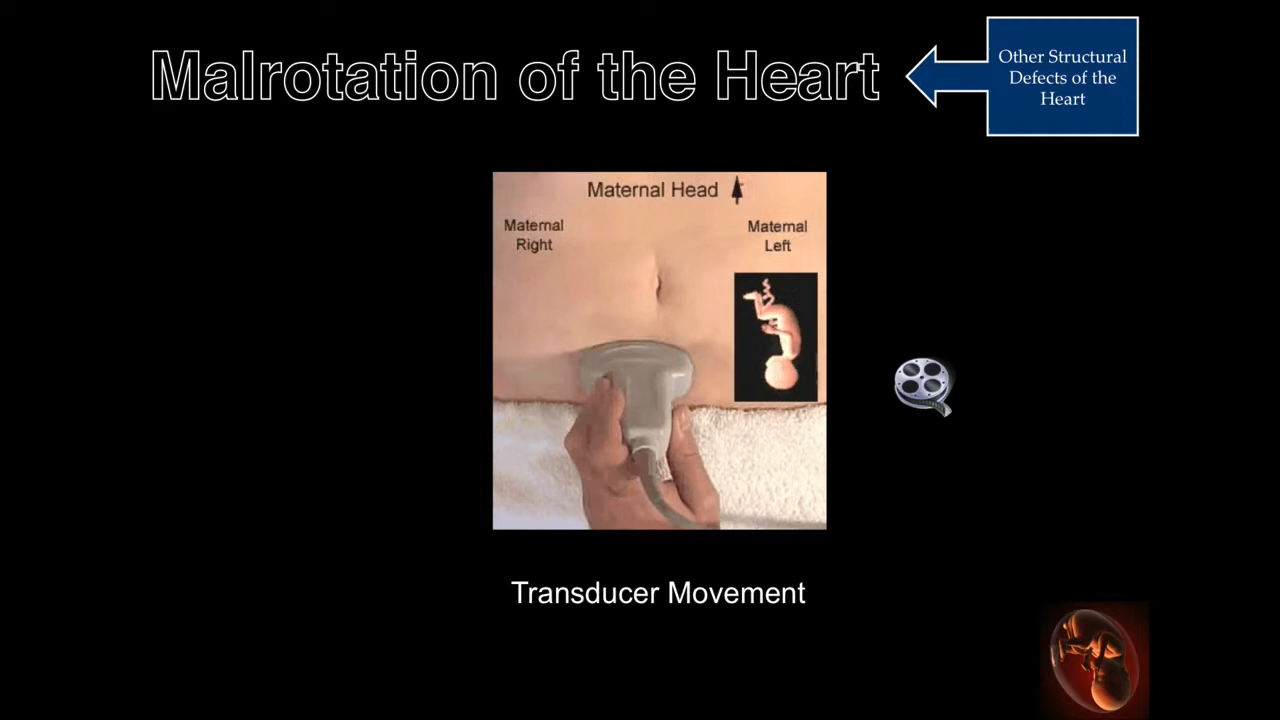 Malrotation of the Heart
Other Structural
Defects of the
Heart
Maternal Head
Maternal
Right
Maternal
Left
Transducer Movement